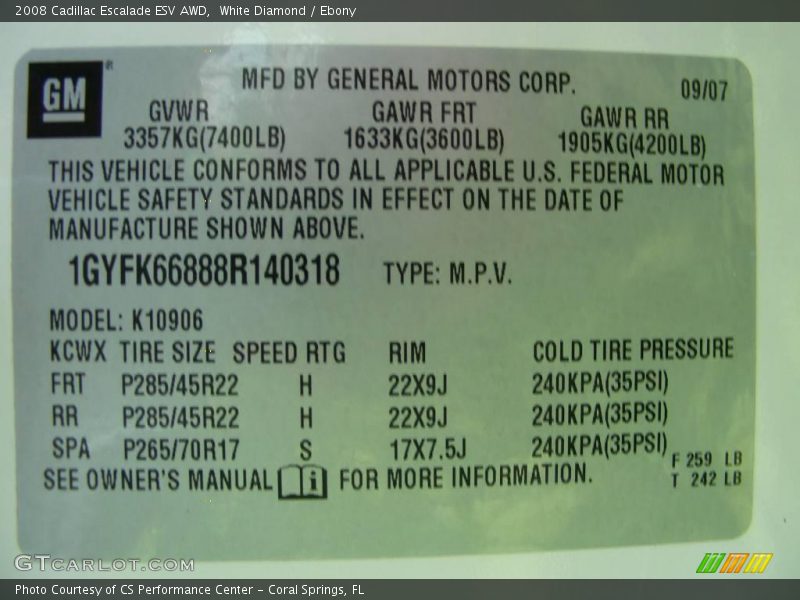 2008 Cadillac Escalade ESV AWD, White Diamond / Ebony
GM ®
MFD BY GENERAL MOTORS CORP. 09/07
GVWR GAWR FRT GAWR RR
3357KG(7400LB) 1633KG(3600LB) 1905KG(4200LB)
THIS VEHICLE CONFORMS TO ALL APPLICABLE U.S. FEDERAL MOTOR
VEHICLE SAFETY STANDARDS IN EFFECT ON THE DATE OF
MANUFACTURE SHOWN ABOVE.
1GYFK66888R140318 TYPE: M.P.V.
MODEL: K10906
KCWX TIRE SIZE SPEED RTG RIM COLD TIRE PRESSURE
FRT P285/45R22 H 22X9J 240KPA(35PSI)
RR P285/45R22 H 22X9J 240KPA(35PSI)
SPA P265/70R17 S 17X7.5J 240KPA(35PSI)
F 259 LB
SEE OWNER'S MANUAL i FOR MORE INFORMATION. T 242 LB
GTCARLOT.COM
Photo Courtesy of CS Performance Center - Coral Springs, FL